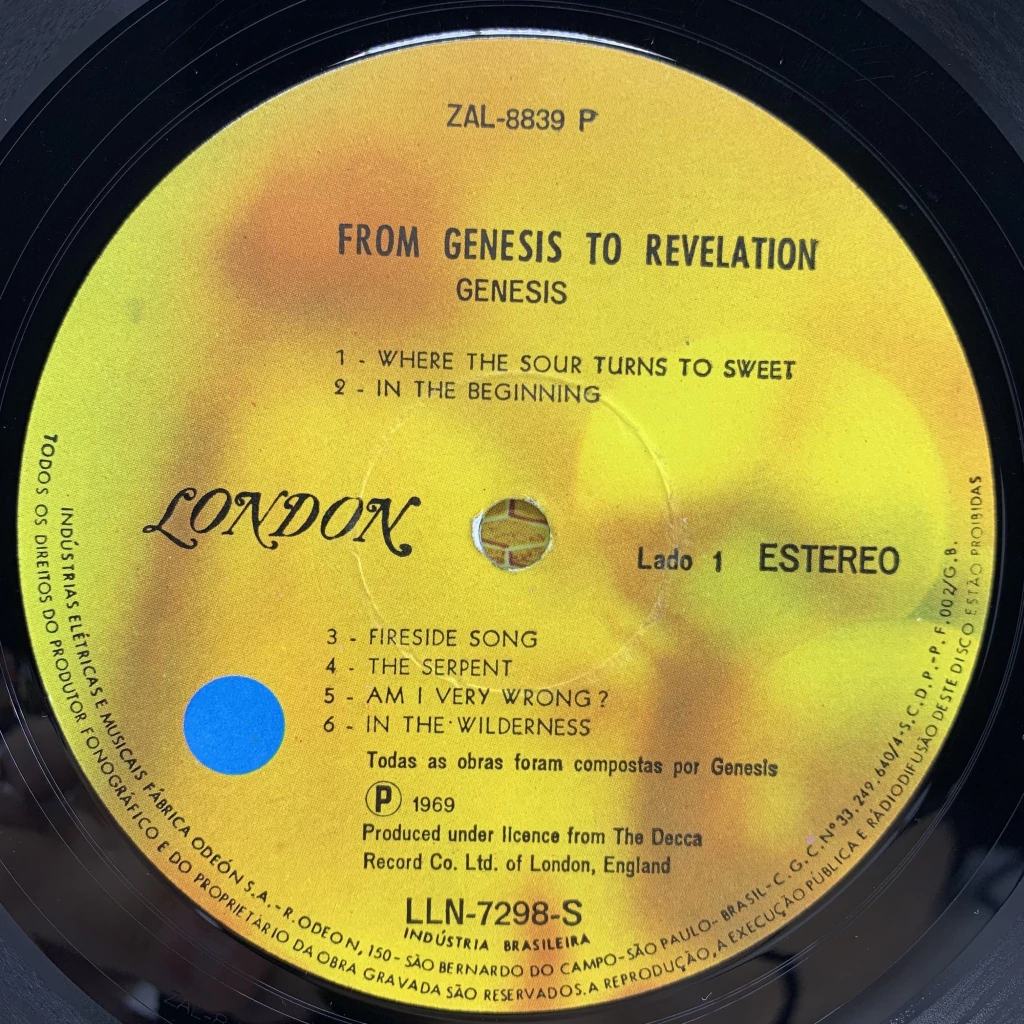 ZAL-8839 P
FROM GENESIS TO REVELATION
GENESIS
1 - WHERE THE SOUR TURNS TO SWEET
2 - IN THE BEGINNING
LONDON
Lado 1 ESTEREO
3 - FIRESIDE SONG
4 - THE SERPENT
5 - AM I VERY WRONG?
6 - IN THE WILDERNESS
Todas as obras foram compostas por Genesis
Ⓟ 1969
Produced under licence from The Decca
Record Co. Ltd. of London, England
LLN-7298-S
INDÚSTRIA BRASILEIRA
INDÚSTRIAS ELÉTRICAS E MUSICAIS FÁBRICA ODEÓN S.A.-R. ODEON, 150-SÃO BERNARDO DO CAMPO-SÃO PAULO-BRASIL-C.G.C.Nº33.249.640/4-S.C.D.P.-P.F.002/G.B.
TODOS OS DIREITOS DO PRODUTOR FONOGRÁFICO E DO PROPRIETÁRIO DA OBRA GRAVADA SÃO RESERVADOS. A REPRODUÇÃO, A EXECUÇÃO PÚBLICA E RÁDIODIFUSÃO DESTE DISCO ESTÃO PROIBIDAS